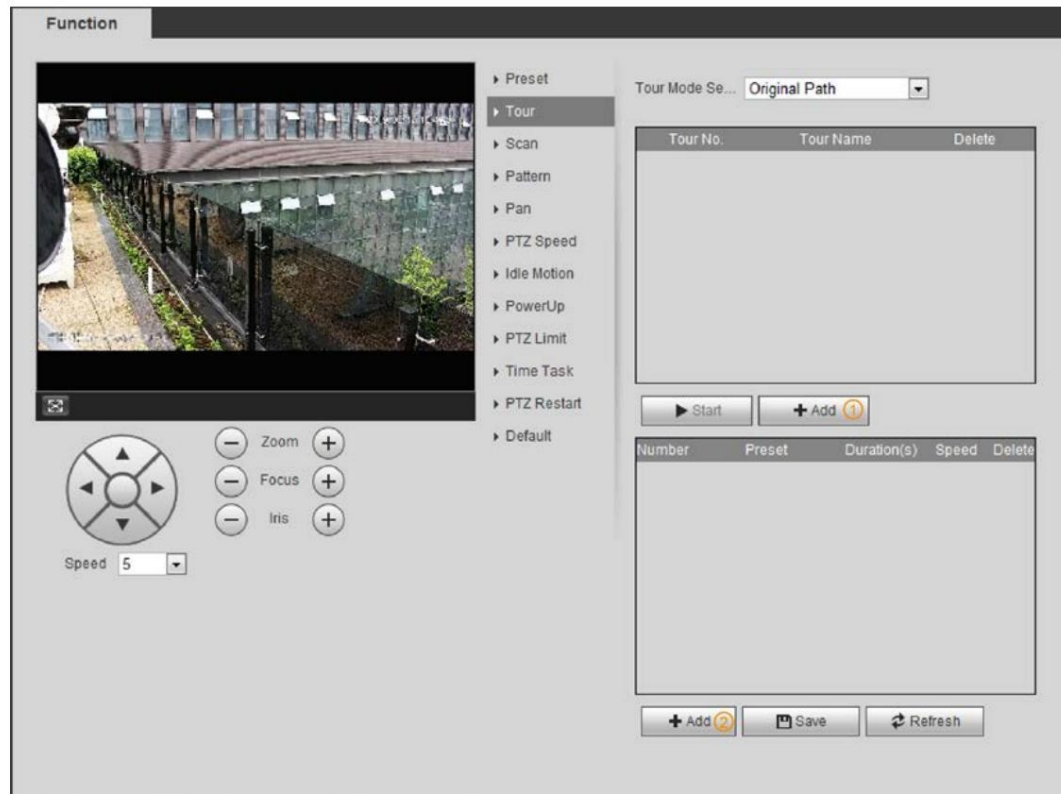 Function
Preset
Tour
Scan
Pattern
Pan
PTZ Speed
Idle Motion
PowerUp
PTZ Limit
Time Task
PTZ Restart
Default
Zoom
Focus
Iris
Speed 5
Tour Mode Se... Original Path
Tour No. Tour Name Delete
Start + Add 1
Number Preset Duration(s) Speed Delete
+ Add 2 Save Refresh